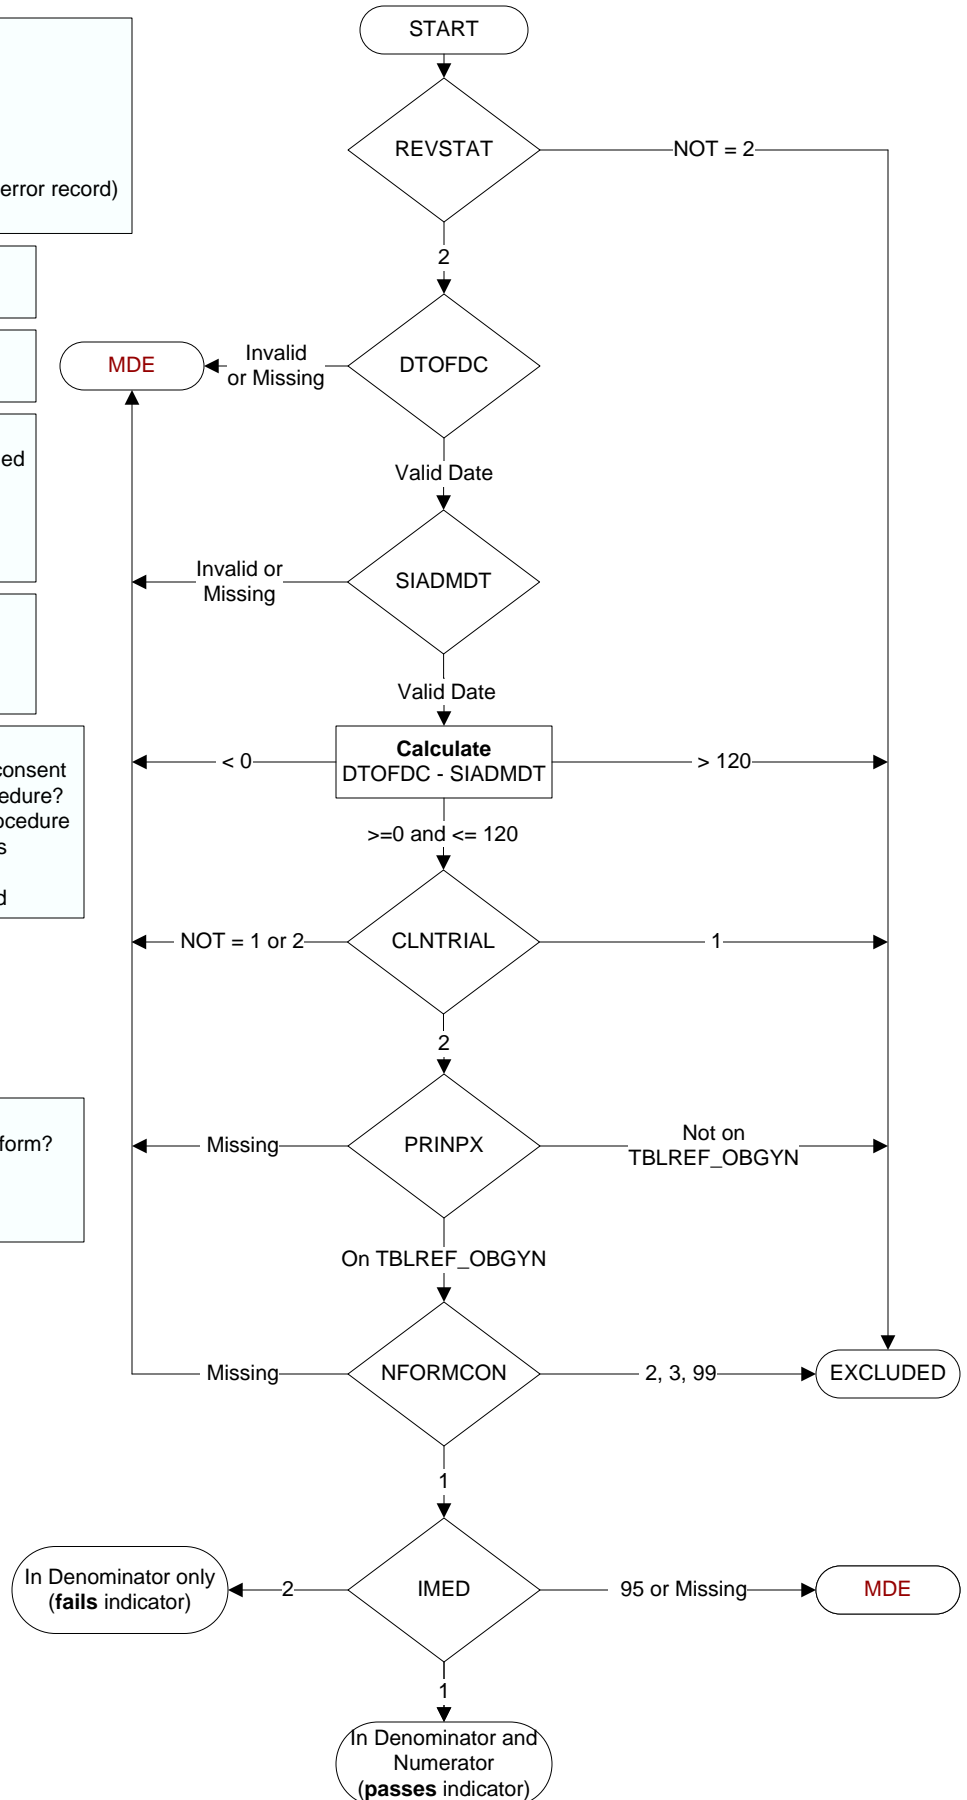 START
REVSTAT
NOT = 2
error record)
2
DTOFDC
Invalid
or Missing
MDE
ed
Valid Date
SIADMDT
Invalid or
Missing
Valid Date
Calculate
DTOFDC - SIADMDT
< 0
> 120
consent
edure?
ocedure
s
d
>=0 and <= 120
CLNTRIAL
NOT = 1 or 2
1
2
PRINPX
Missing
Not on
TBLREF_OBGYN
form?
On TBLREF_OBGYN
NFORMCON
Missing
2, 3, 99
EXCLUDED
1
IMED
In Denominator only
(fails indicator)
2
95 or Missing
MDE
1
In Denominator and
Numerator
(passes indicator)